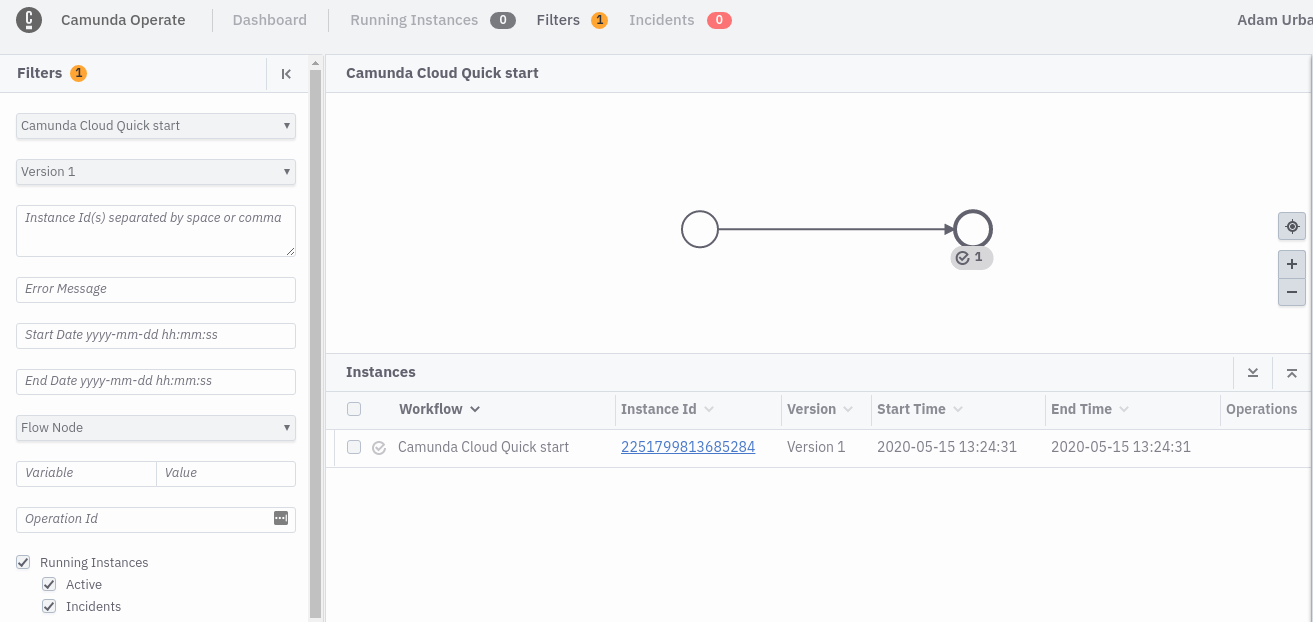 Camunda Operate Dashboard Running Instances 0 Filters 1 Incidents 0 Adam Urba
Filters 1
Camunda Cloud Quick start
Version 1
Instance Id(s) separated by space or comma
Error Message
Start Date yyyy-mm-dd hh:mm:ss
End Date yyyy-mm-dd hh:mm:ss
Flow Node
Variable Value
Operation Id
Running Instances
Active
Incidents
Camunda Cloud Quick start
1
Instances
Workflow Instance Id Version Start Time End Time Operations
Camunda Cloud Quick start 2251799813685284 Version 1 2020-05-15 13:24:31 2020-05-15 13:24:31